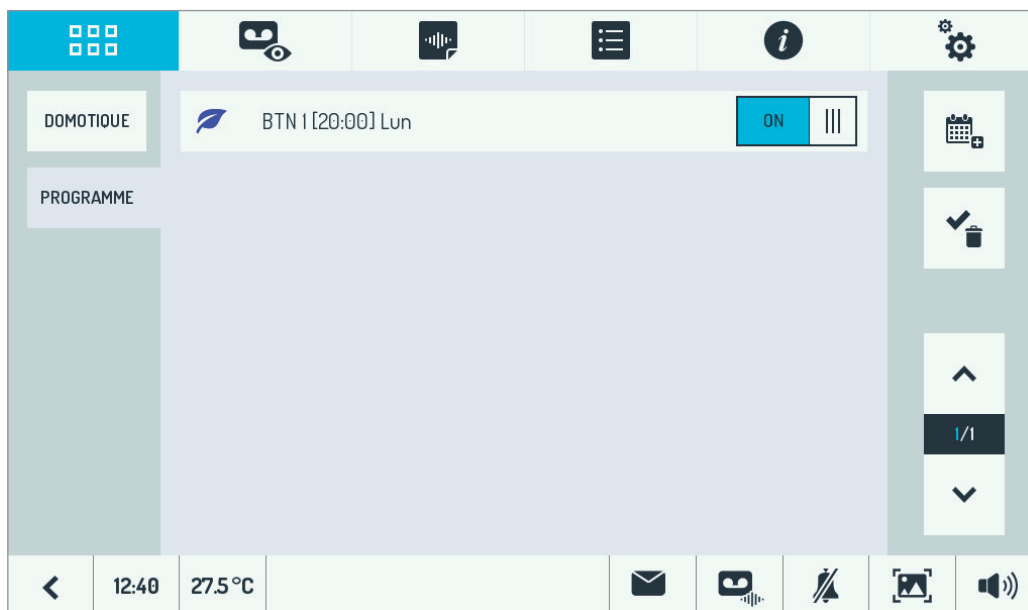 DOMOTIQUE
BTN 1 [20:00] Lun
ON
PROGRAMME
1/1
12:40
27.5 °C